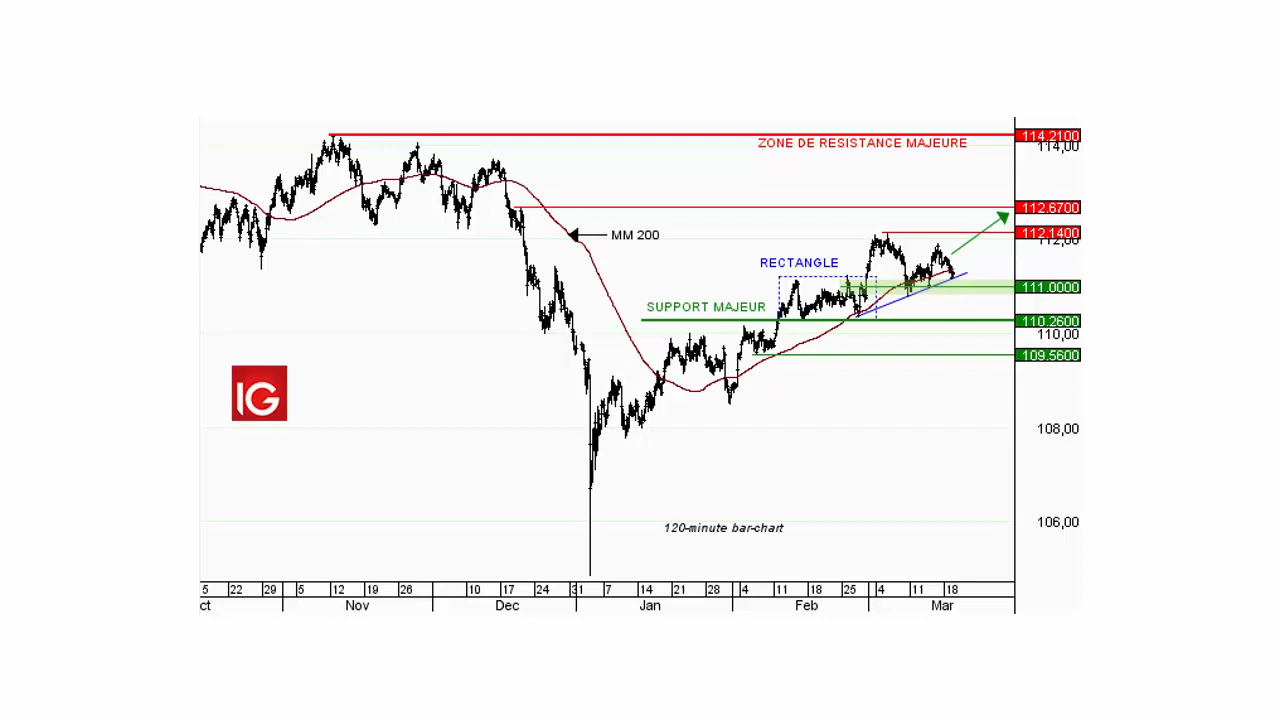 114.2100
ZONE DE RESISTANCE MAJEURE
114,00
112.6700
112.1400
MM 200
112,00
RECTANGLE
111.0000
SUPPORT MAJEUR
110.2600
110,00
109.5600
IG
108,00
106,00
120-minute bar-chart
5 22 29 5 12 19 26 10 17 24 31 7 14 21 28 4 11 18 25 4 11 18
ct Nov Dec Jan Feb Mar